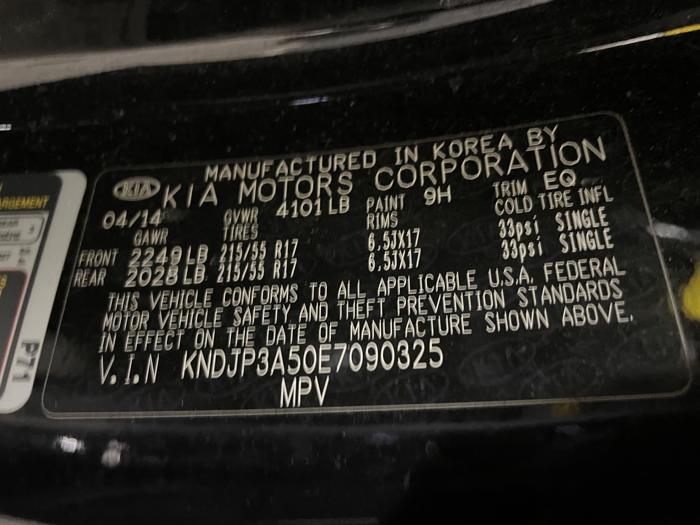 MANUFACTURED IN KOREA BY
KIA KIA MOTORS CORPORATION
04/14 GVWR 4101LB PAINT 9H TRIM EQ
GAWR TIRES RIMS COLD TIRE INFL
FRONT 2249LB 215/55 R17 6.5JX17 33psi SINGLE
REAR 2028LB 215/55 R17 6.5JX17 33psi SINGLE
THIS VEHICLE CONFORMS TO ALL APPLICABLE U.S.A. FEDERAL
MOTOR VEHICLE SAFETY AND THEFT PREVENTION STANDARDS
IN EFFECT ON THE DATE OF MANUFACTURE SHOWN ABOVE.
V.I.N KNDJP3A50E7090325
MPV
P71